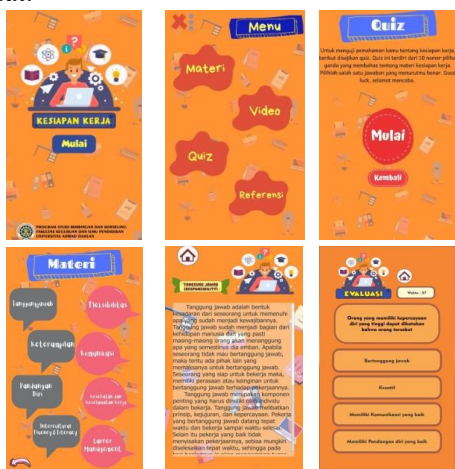 KESIAPAN KERJA
Mulai
PROGRAM STUDI BIMBINGAN DAN KONSELING
FAKULTAS KEGURUAN DAN ILMU PENDIDIKAN
UNIVERSITAS AHMAD DAHLAN
Menu
Materi
Video
Quiz
Referensi
Quiz
Untuk menguji pemahaman kamu tentang kesiapan kerja,
berikut disajikan quiz. Quiz ini terdiri dari 10 nomer pilihan
ganda yang membahas tentang materi kesiapan kerja.
Pilihlah salah satu jawaban yang menurutmu benar. Good
luck, selamat mencoba.
Mulai
Kembali
Materi
Tanggungjawab
Flexibilitas
Keterampilan
Komunikasi
Pandangan
Diri
Kesehatan dan
keselamatan kerja
Career
Management
TANGGUNG JAWAB
(RESPONSIBILITY)
Tanggung jawab adalah bentuk
kesadaran dari seseorang untuk memenuhi
apa yang sudah menjadi kewajibannya.
Tanggung jawab sudah menjadi bagian dari
kehidupan manusia dan yang pasti
masing-masing orang akan menanggung
apa yang semestinya dia emban. Apabila
seseorang tidak mau bertanggung jawab,
maka tentu ada pihak lain yang
memaksanya untuk bertanggung jawab.
Seseorang yang siap untuk bekerja maka,
memiliki perasaan atau keinginan untuk
bertanggung jawab terhadap pekerjaannya.
Tanggung jawab merupakan komponen
penting yang harus dimiliki oleh individu
dalam bekerja. Tanggung jawab melibatkan
prinsip, kejujuran, dan kepercayaan. Pekerja
yang bertanggung jawab datang tepat
waktu dan bekerja sampai waktu selesai.
Selain itu pekerja yang baik tidak
menyisakan pekerjaannya, sebisa mungkin
diselesaikan tepat waktu, sehingga pada
EVALUASI
Waktu : 57
Orang yang memiliki kepercayaan
diri yang tinggi dapat dikatakan
bahwa orang tersebut
Bertanggung jawab
Kreatif
Memiliki Komunikasi yang baik
Memiliki Pandangan diri yang baik